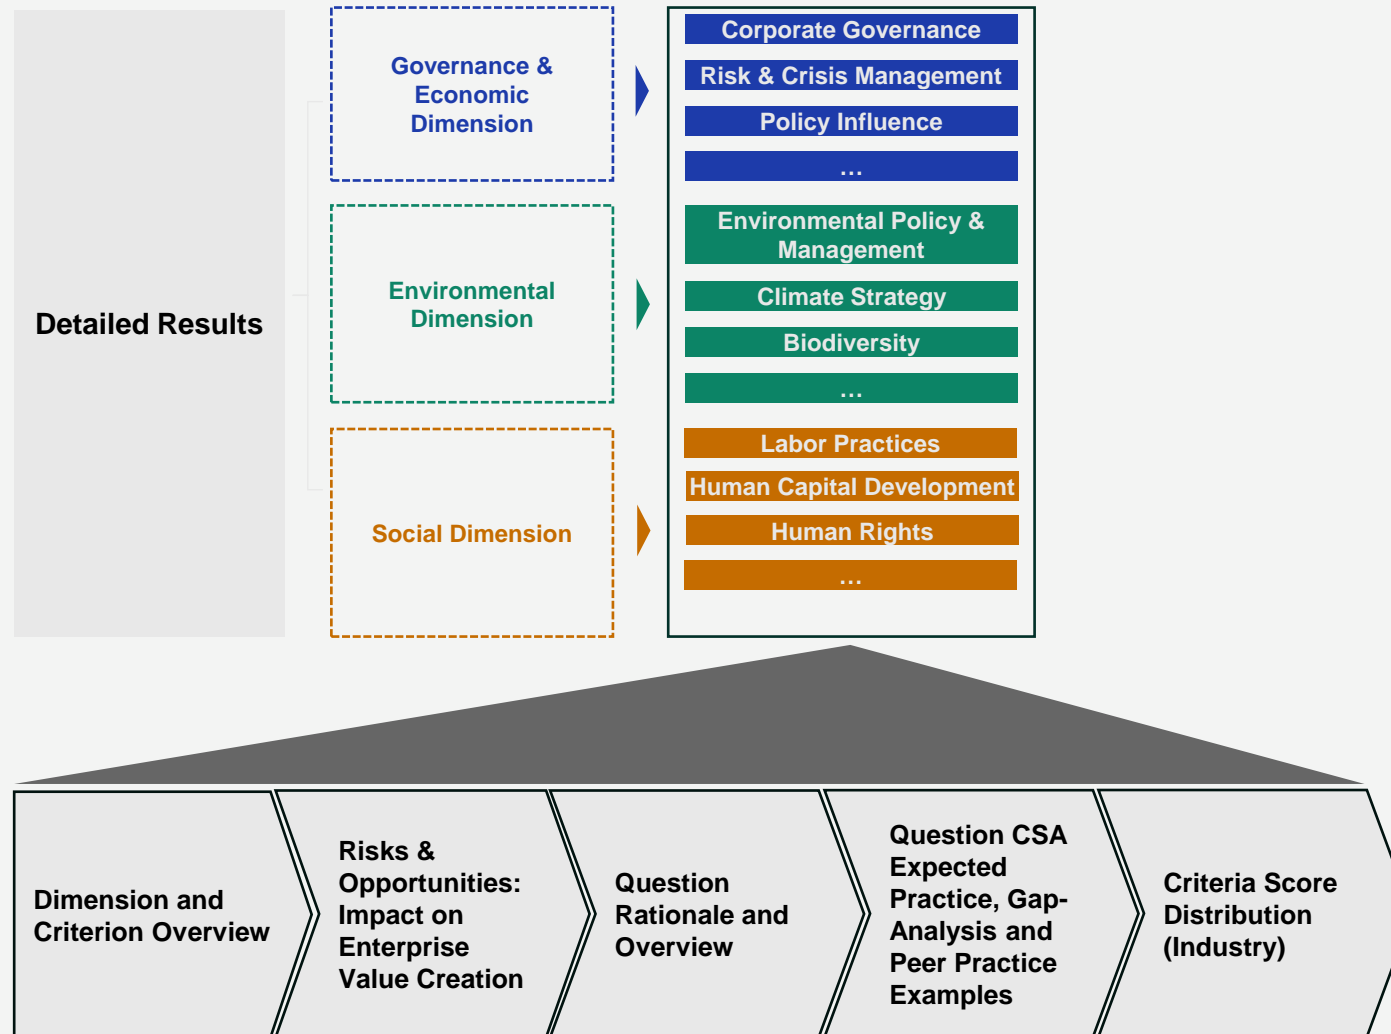 Detailed Results
Governance &
Economic
Dimension
Corporate Governance
Risk & Crisis Management
Policy Influence
…
Environmental
Dimension
Environmental Policy &
Management
Climate Strategy
Biodiversity
…
Social Dimension
Labor Practices
Human Capital Development
Human Rights
…
Dimension and
Criterion Overview
Risks &
Opportunities:
Impact on
Enterprise
Value Creation
Question
Rationale and
Overview
Question CSA
Expected
Practice, Gap-
Analysis and
Peer Practice
Examples
Criteria Score
Distribution
(Industry)